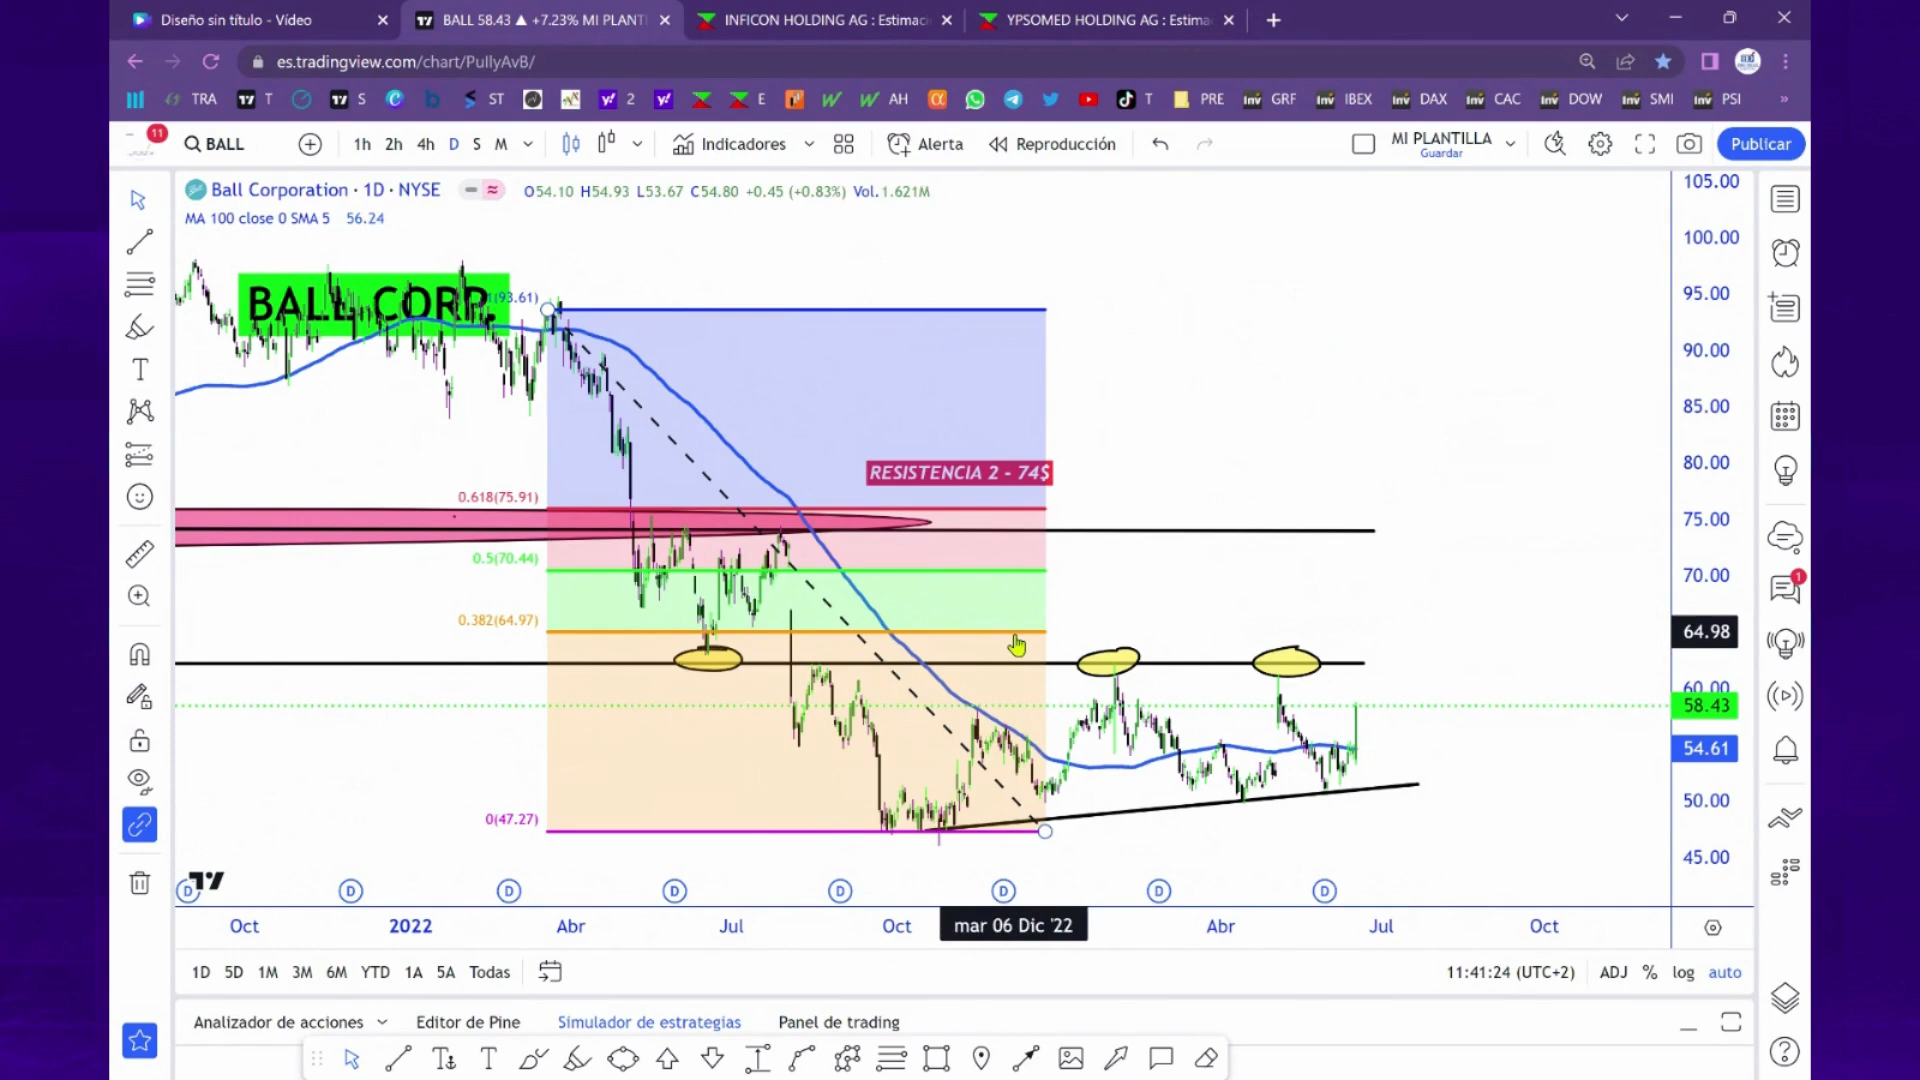 Diseño sin título - Vídeo
BALL 58.43 ▲ +7.23% MI PLANTI
INFICON HOLDING AG : Estimaci
YPSOMED HOLDING AG : Estima
es.tradingview.com/chart/PullyAvB/
TRA
T
S
ST
2
E
AH
T
PRE
GRF
IBEX
DAX
CAC
DOW
SMI
PSI
11
BALL
1h 2h 4h D S M
Indicadores
Alerta
Reproducción
MI PLANTILLA
Guardar
Publicar
Ball Corporation · 1D · NYSE
O54.10 H54.93 L53.67 C54.80 +0.45 (+0.83%) Vol.1.621M
MA 100 close 0 SMA 5 56.24
BALL CORP.
1(93.61)
RESISTENCIA 2 - 74$
0.618(75.91)
0.5(70.44)
0.382(64.97)
0(47.27)
105.00
100.00
95.00
90.00
85.00
80.00
75.00
70.00
64.98
60.00
58.43
54.61
50.00
45.00
1
D D D D D D D D
Oct 2022 Abr Jul Oct mar 06 Dic '22 Abr Jul Oct
1D 5D 1M 3M 6M YTD 1A 5A Todas
11:41:24 (UTC+2) ADJ % log auto
Analizador de acciones Editor de Pine Simulador de estrategias Panel de trading